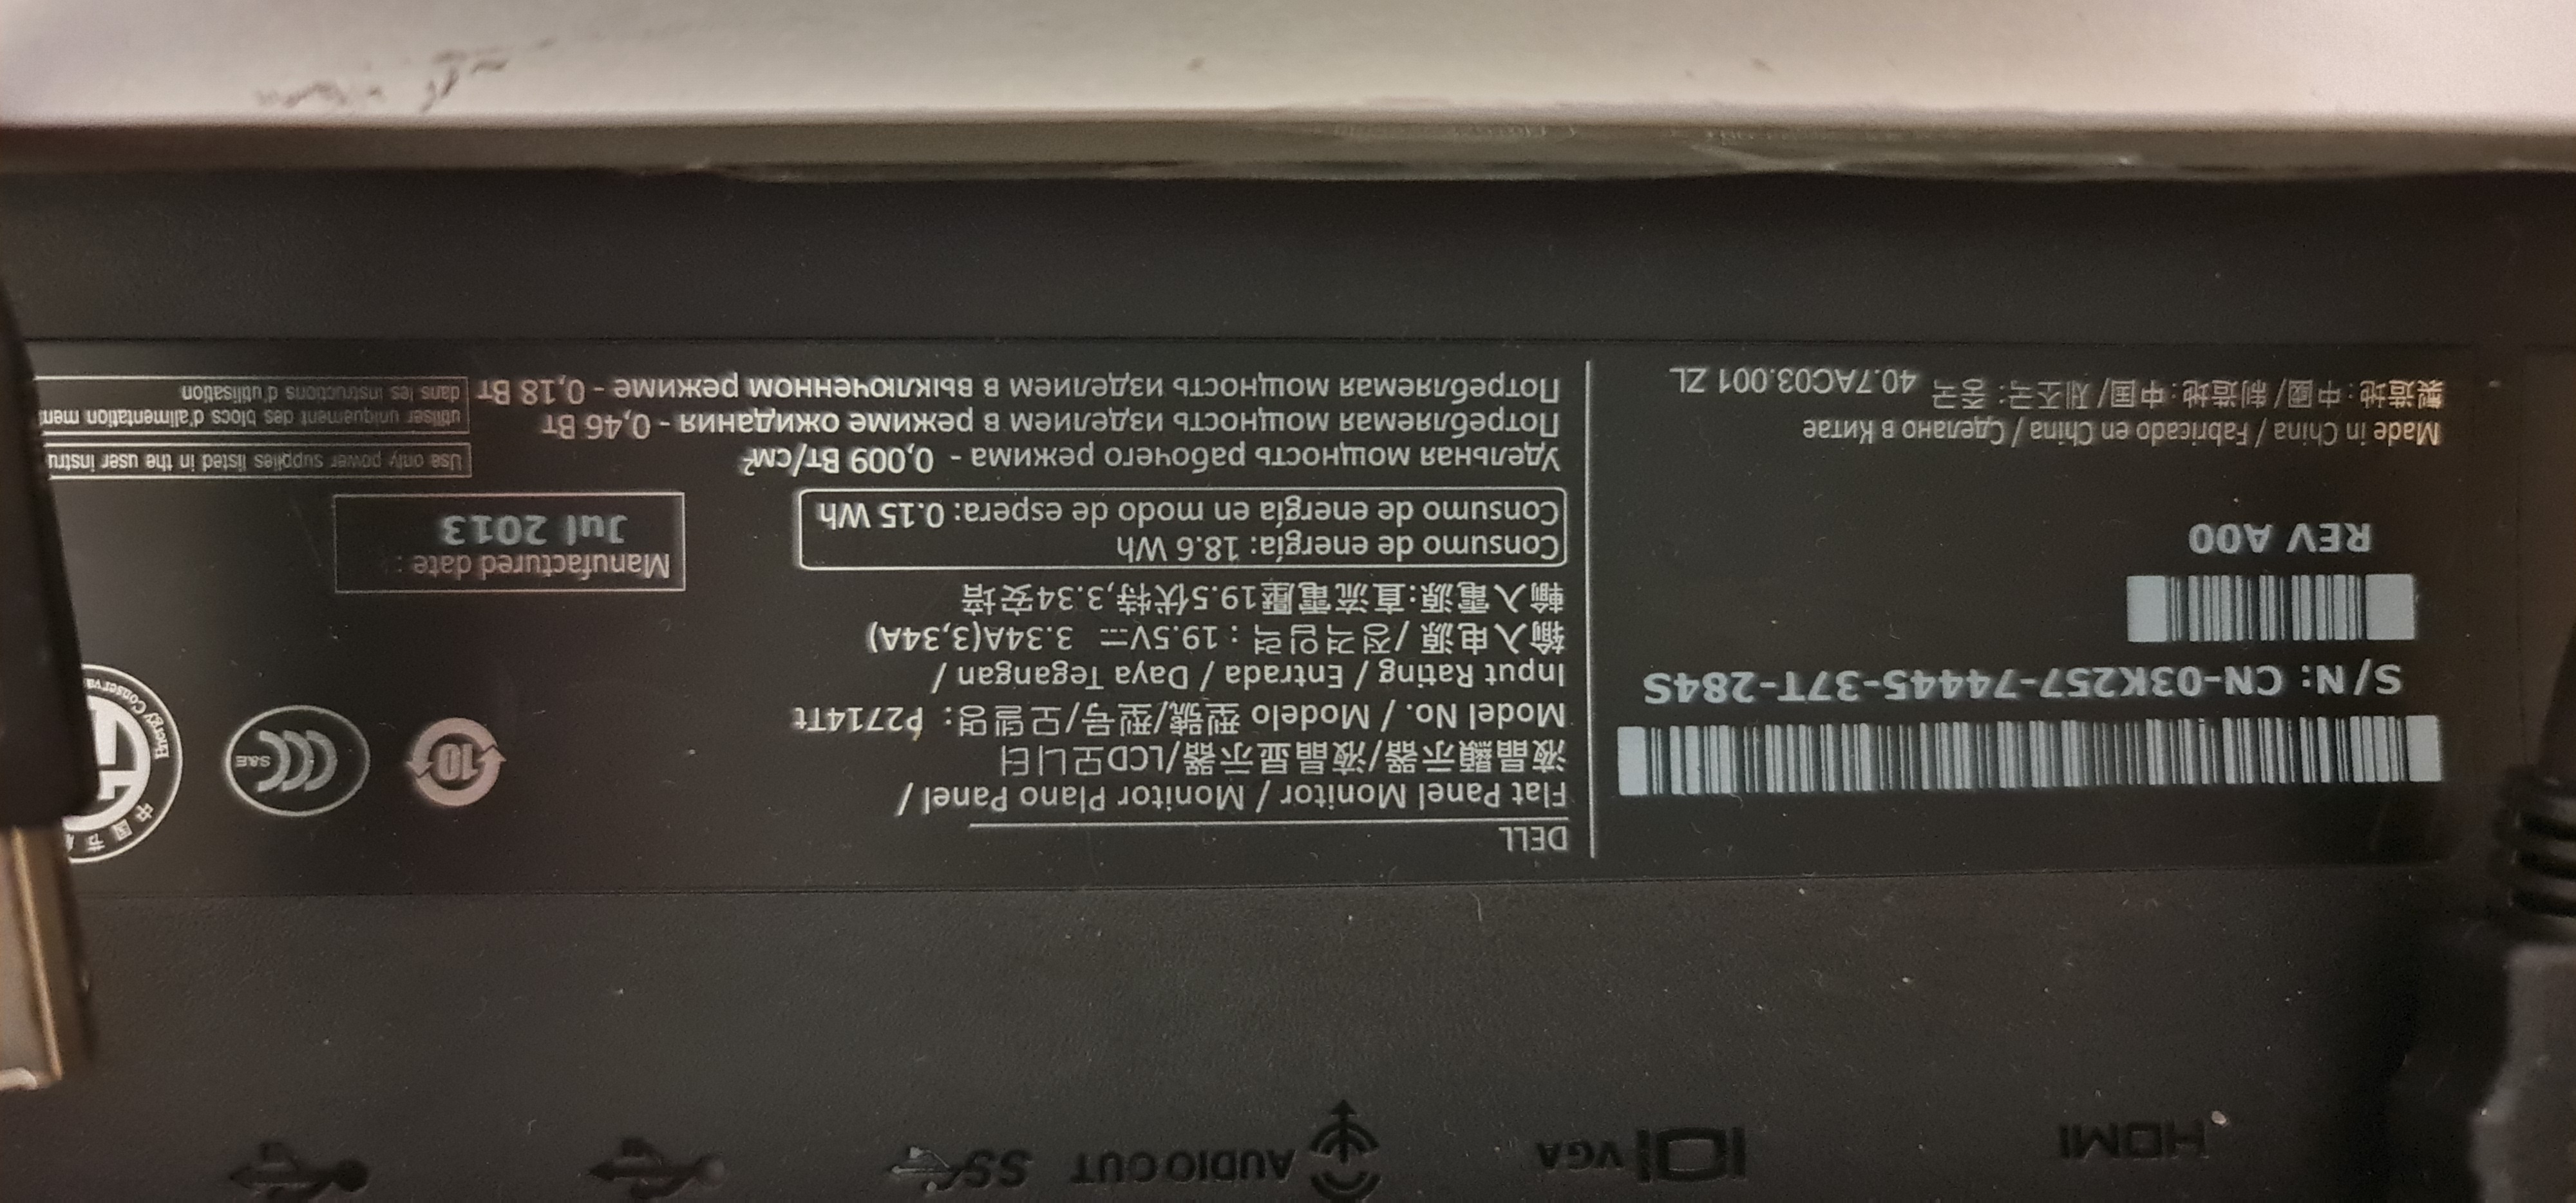 HDMI
VGA
AUDIO OUT
SS
S/N: CN-03K257-74445-37T-284S
REV A00
Made in China / Fabricado en China / Сделано в Китае
製造地:中國/ 制造地:中国/ 제조국: 중국 40.7AC03.001 ZL
DELL
Flat Panel Monitor / Monitor Plano Panel /
液晶顯示器/液晶显示器/LCD모니터
Model No. / Modelo 型號/型号/모델명: P2714Tt
Input Rating / Entrada / Daya Tegangan /
输入电源 /정격입력 : 19.5V⎓ 3.34A(3,34A)
輸入電源:直流電壓19.5伏特,3.34安培
Consumo de energía: 18.6 Wh
Consumo de energía en modo de espera: 0.15 Wh
Удельная мощность рабочего режима - 0,009 Вт/см²
Потребляемая мощность изделием в режиме ожидания - 0,46 Вт
Потребляемая мощность изделием в выключенном режиме - 0,18 Вт
10
S&E
中国节
Energy Conserva
Manufactured date :
Jul 2013
Use only power supplies listed in the user instru
utiliser uniquement des blocs d'alimentation men
dans les instructions d'utilisation